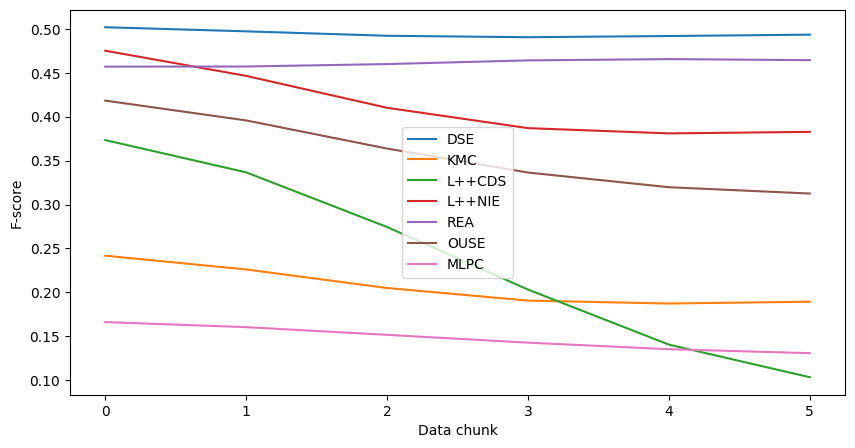 0.50
0.45
0.40
0.35
0.30
0.25
0.20
0.15
0.10
F-score
DSE
KMC
L++CDS
L++NIE
REA
OUSE
MLPC
0 1 2 3 4 5
Data chunk